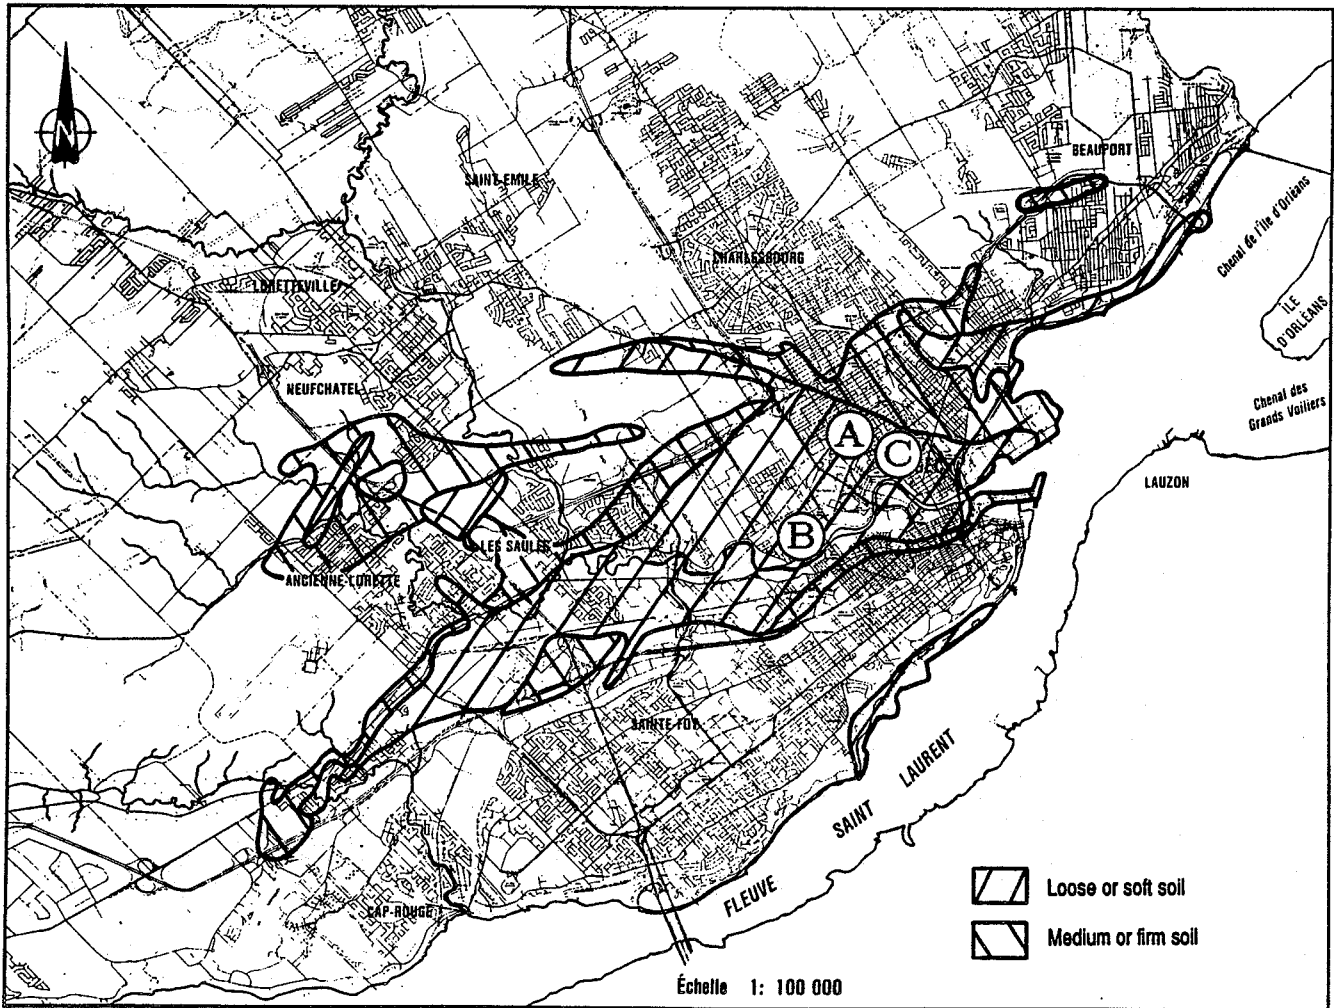 N
BEAUPORT
SAINT-EMILE
Chenal de l'Ile d'Orléans
CHARLESBOURG
LORETTEVILLE
ÎLE
D'ORLÉANS
NEUFCHATEL
Chenal des
Grands Voiliers
A
C
LAUZON
B
LES SAULES
ANCIENNE-LORETTE
SAINTE FOY
FLEUVE SAINT LAURENT
Loose or soft soil
CAP-ROUGE
Medium or firm soil
Échelle 1: 100 000